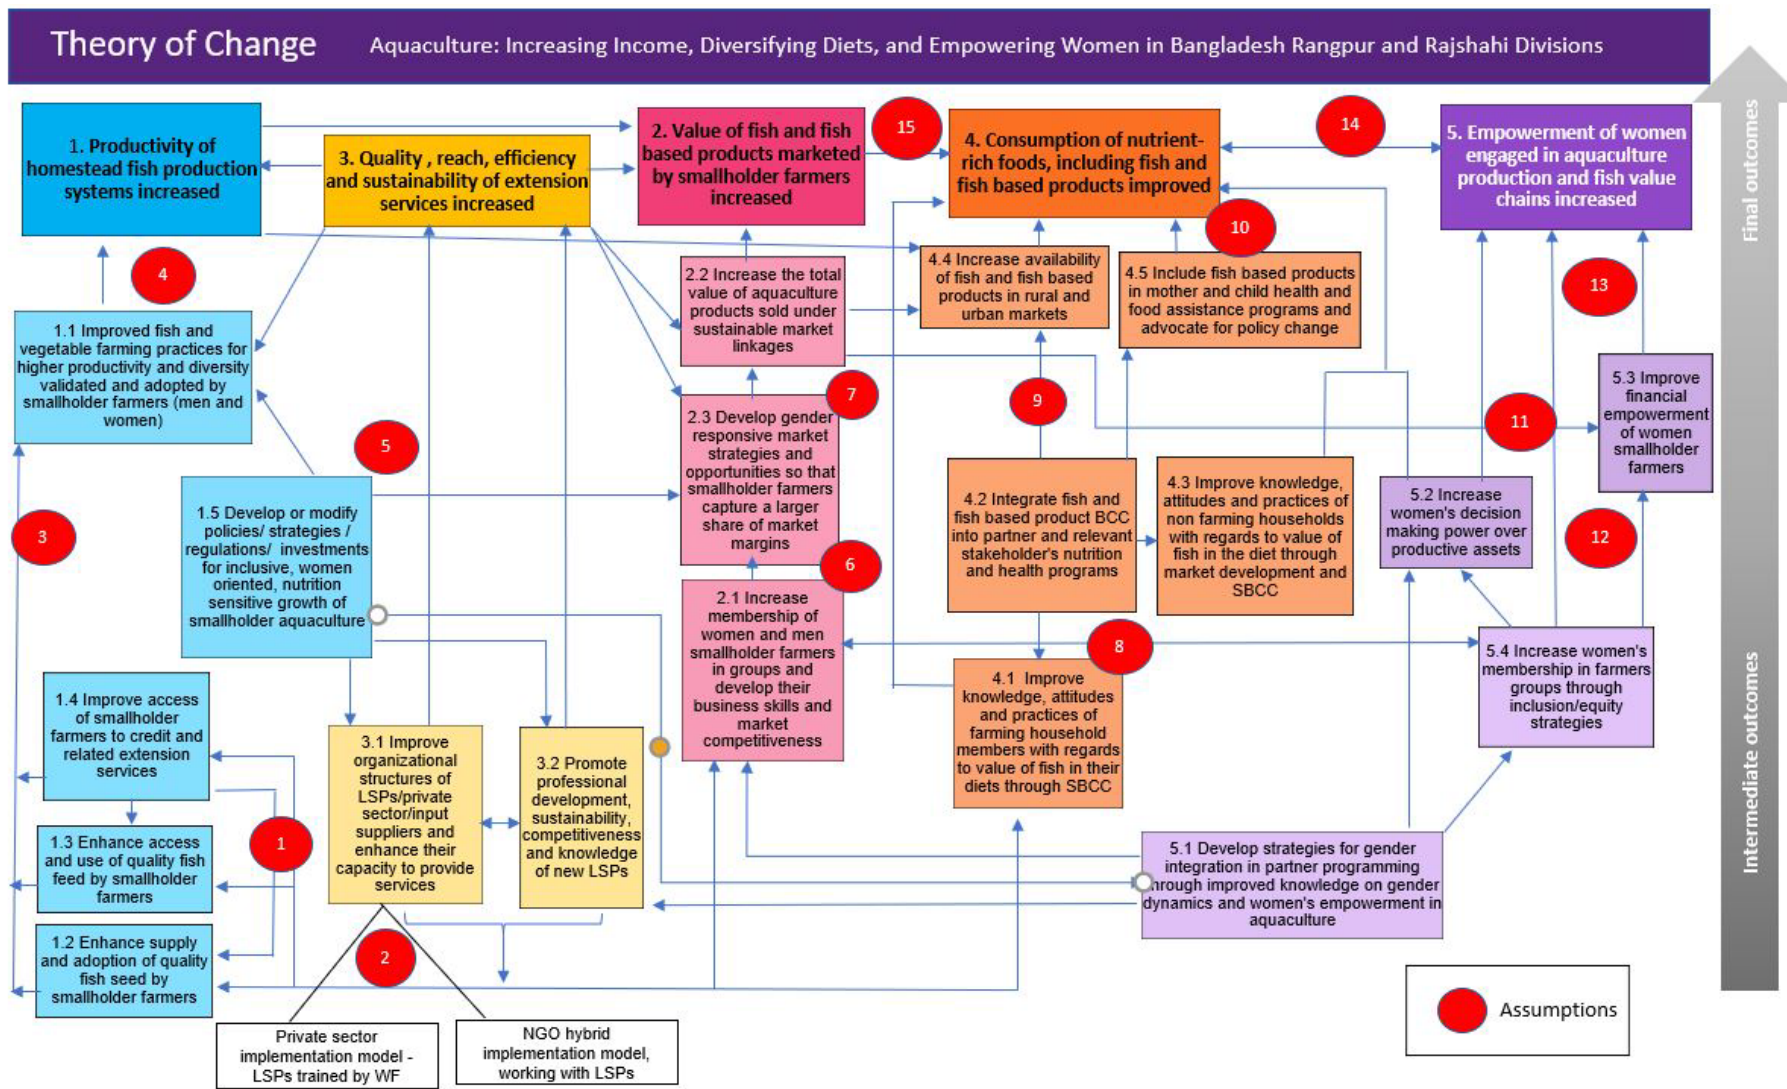 Theory of Change
Aquaculture: Increasing Income, Diversifying Diets, and Empowering Women in Bangladesh Rangpur and Rajshahi Divisions
1. Productivity of
homestead fish production
systems increased
3. Quality , reach, efficiency
and sustainability of extension
services increased
2. Value of fish and fish
based products marketed
by smallholder farmers
increased
15
4. Consumption of nutrient-
rich foods, including fish and
fish based products improved
14
5. Empowerment of women
engaged in aquaculture
production and fish value
chains increased
Final outcomes
4
10
13
1.1 Improved fish and
vegetable farming practices for
higher productivity and diversity
validated and adopted by
smallholder farmers (men and
women)
2.2 Increase the total
value of aquaculture
products sold under
sustainable market
linkages
4.4 Increase availability
of fish and fish based
products in rural and
urban markets
4.5 Include fish based products
in mother and child health and
food assistance programs and
advocate for policy change
5.3 Improve
financial
empowerment
of women
smallholder
farmers
7
9
11
5
2.3 Develop gender
responsive market
strategies and
opportunities so that
smallholder farmers
capture a larger
share of market
margins
3
1.5 Develop or modify
policies/ strategies /
regulations/ investments
for inclusive, women
oriented, nutrition
sensitive growth of
smallholder aquaculture
4.2 Integrate fish and
fish based product BCC
into partner and relevant
stakeholder's nutrition
and health programs
4.3 Improve knowledge,
attitudes and practices of
non farming households
with regards to value of
fish in the diet through
market development and
SBCC
5.2 Increase
women's decision
making power over
productive assets
12
6
2.1 Increase
membership of
women and men
smallholder farmers
in groups and
develop their
business skills and
market
competitiveness
8
4.1 Improve
knowledge, attitudes
and practices of
farming household
members with regards
to value of fish in their
diets through SBCC
5.4 Increase women's
membership in farmers
groups through
inclusion/equity
strategies
Intermediate outcomes
1.4 Improve access
of smallholder
farmers to credit and
related extension
services
1
1.3 Enhance access
and use of quality fish
feed by smallholder
farmers
1.2 Enhance supply
and adoption of quality
fish seed by
smallholder farmers
3.1 Improve
organizational
structures of
LSPs/private
sector/input
suppliers and
enhance their
capacity to provide
services
3.2 Promote
professional
development,
sustainability,
competitiveness
and knowledge
of new LSPs
5.1 Develop strategies for gender
integration in partner programming
through improved knowledge on gender
dynamics and women's empowerment in
aquaculture
2
Private sector
implementation model -
LSPs trained by WF
NGO hybrid
implementation model,
working with LSPs
Assumptions